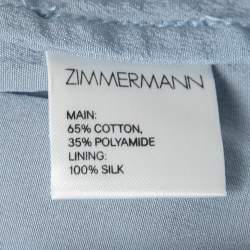 ZIMMERMANN
MAIN:
65% COTTON,
35% POLYAMIDE
LINING:
100% SILK